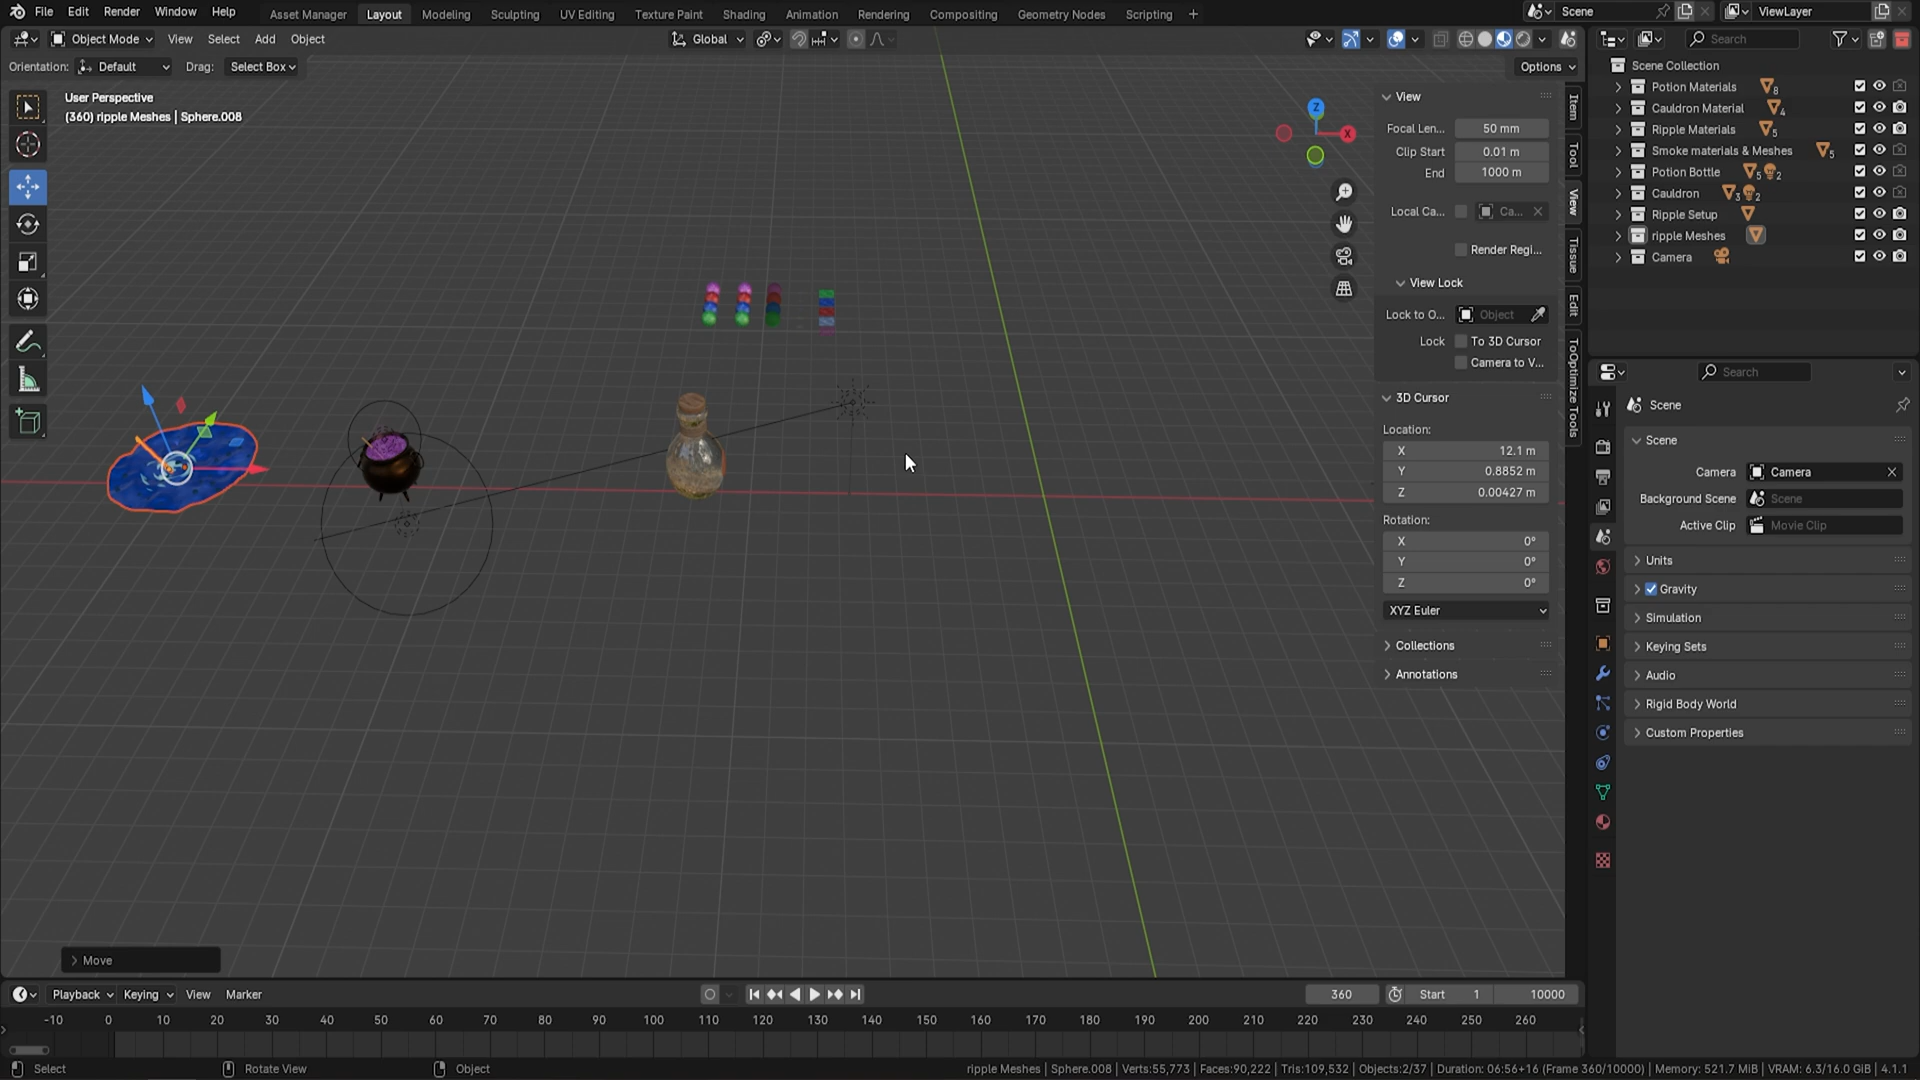 File Edit Render Window Help Asset Manager Layout Modeling Sculpting UV Editing Texture Paint Shading Animation Rendering Compositing Geometry Nodes Scripting + Scene ViewLayer
Object Mode View Select Add Object Global Search
Orientation: Default Drag: Select Box Options
User Perspective
(360) ripple Meshes | Sphere.008
Z
X
View
Focal Len... 50 mm
Clip Start 0.01 m
End 1000 m
Local Ca... Ca...
Render Regi...
View Lock
Lock to O... Object
Lock To 3D Cursor
Camera to V...
3D Cursor
Location:
X 12.1 m
Y 0.8852 m
Z 0.00427 m
Rotation:
X 0°
Y 0°
Z 0°
XYZ Euler
Collections
Annotations
Item
Tool
View
Tissue
Edit
ToOptimize Tools
Scene Collection
Potion Materials 8
Cauldron Material 4
Ripple Materials 5
Smoke materials & Meshes 5
Potion Bottle 5 2
Cauldron 3 2
Ripple Setup
ripple Meshes
Camera
Search
Scene
Scene
Camera Camera
Background Scene Scene
Active Clip Movie Clip
Units
Gravity
Simulation
Keying Sets
Audio
Rigid Body World
Custom Properties
Move
Playback Keying View Marker 360 Start 1 10000
-10 0 10 20 30 40 50 60 70 80 90 100 110 120 130 140 150 160 170 180 190 200 210 220 230 240 250 260
Select Rotate View Object ripple Meshes | Sphere.008 | Verts:55,773 | Faces:90,222 | Tris:109,532 | Objects:2/37 | Duration: 06:56+16 (Frame 360/10000) | Memory: 521.7 MiB | VRAM: 6.3/16.0 GiB | 4.1.1